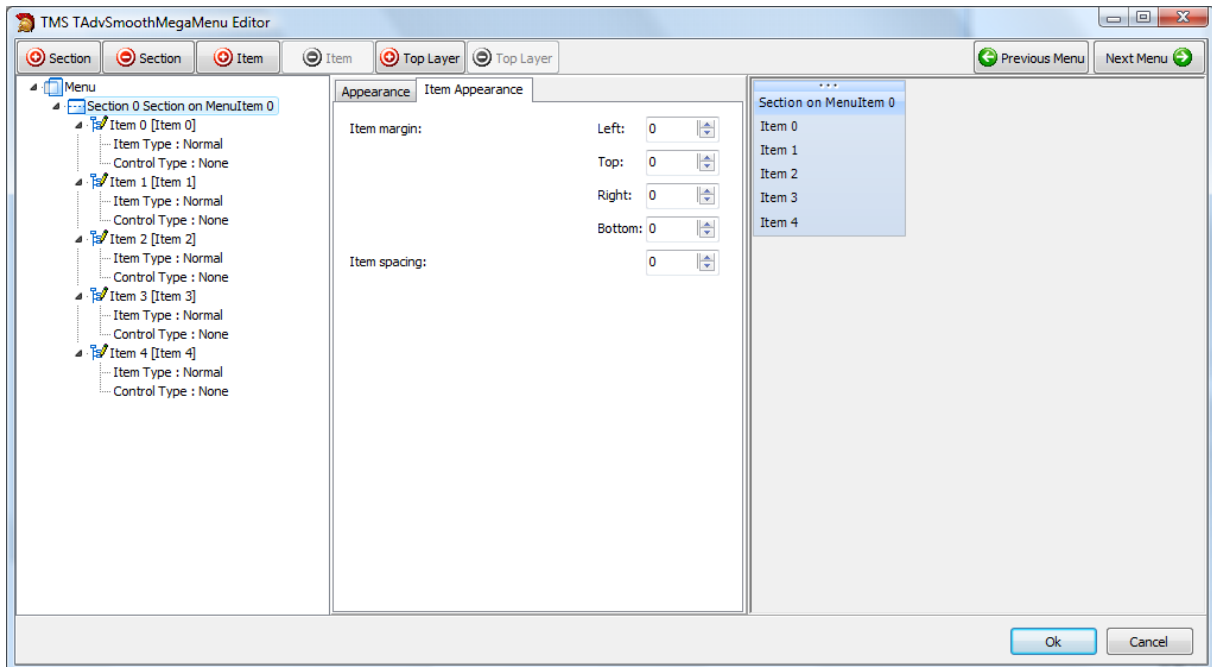 TMS TAdvSmoothMegaMenu Editor
Section Section Item Item Top Layer Top Layer Previous Menu Next Menu
Menu
Section 0 Section on MenuItem 0
Item 0 [Item 0]
Item Type : Normal
Control Type : None
Item 1 [Item 1]
Item Type : Normal
Control Type : None
Item 2 [Item 2]
Item Type : Normal
Control Type : None
Item 3 [Item 3]
Item Type : Normal
Control Type : None
Item 4 [Item 4]
Item Type : Normal
Control Type : None
Appearance Item Appearance
Item margin: Left: 0
Top: 0
Right: 0
Bottom: 0
Item spacing: 0
Section on MenuItem 0
Item 0
Item 1
Item 2
Item 3
Item 4
Ok Cancel